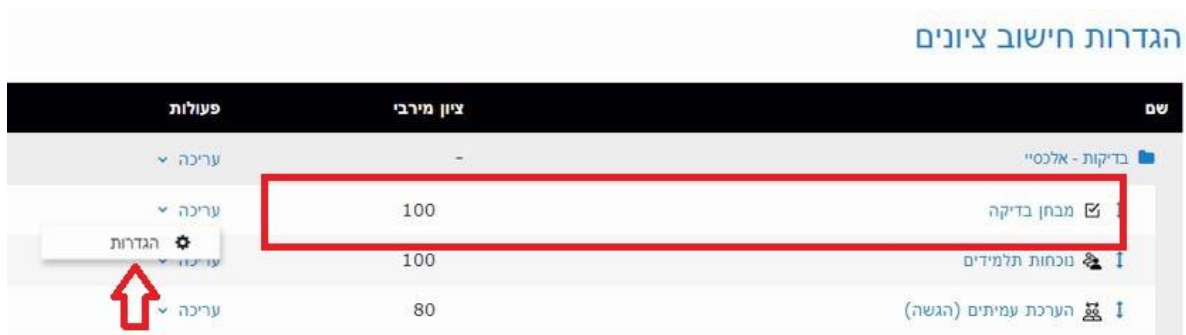 הגדרות חישוב ציונים
שם ציון מירבי פעולות
בדיקות - אלכסיי - עריכה
מבחן בדיקה 100 עריכה
הגדרות
נוכחות תלמידים 100 עריכה
הערכת עמיתים (הגשה) 80 עריכה